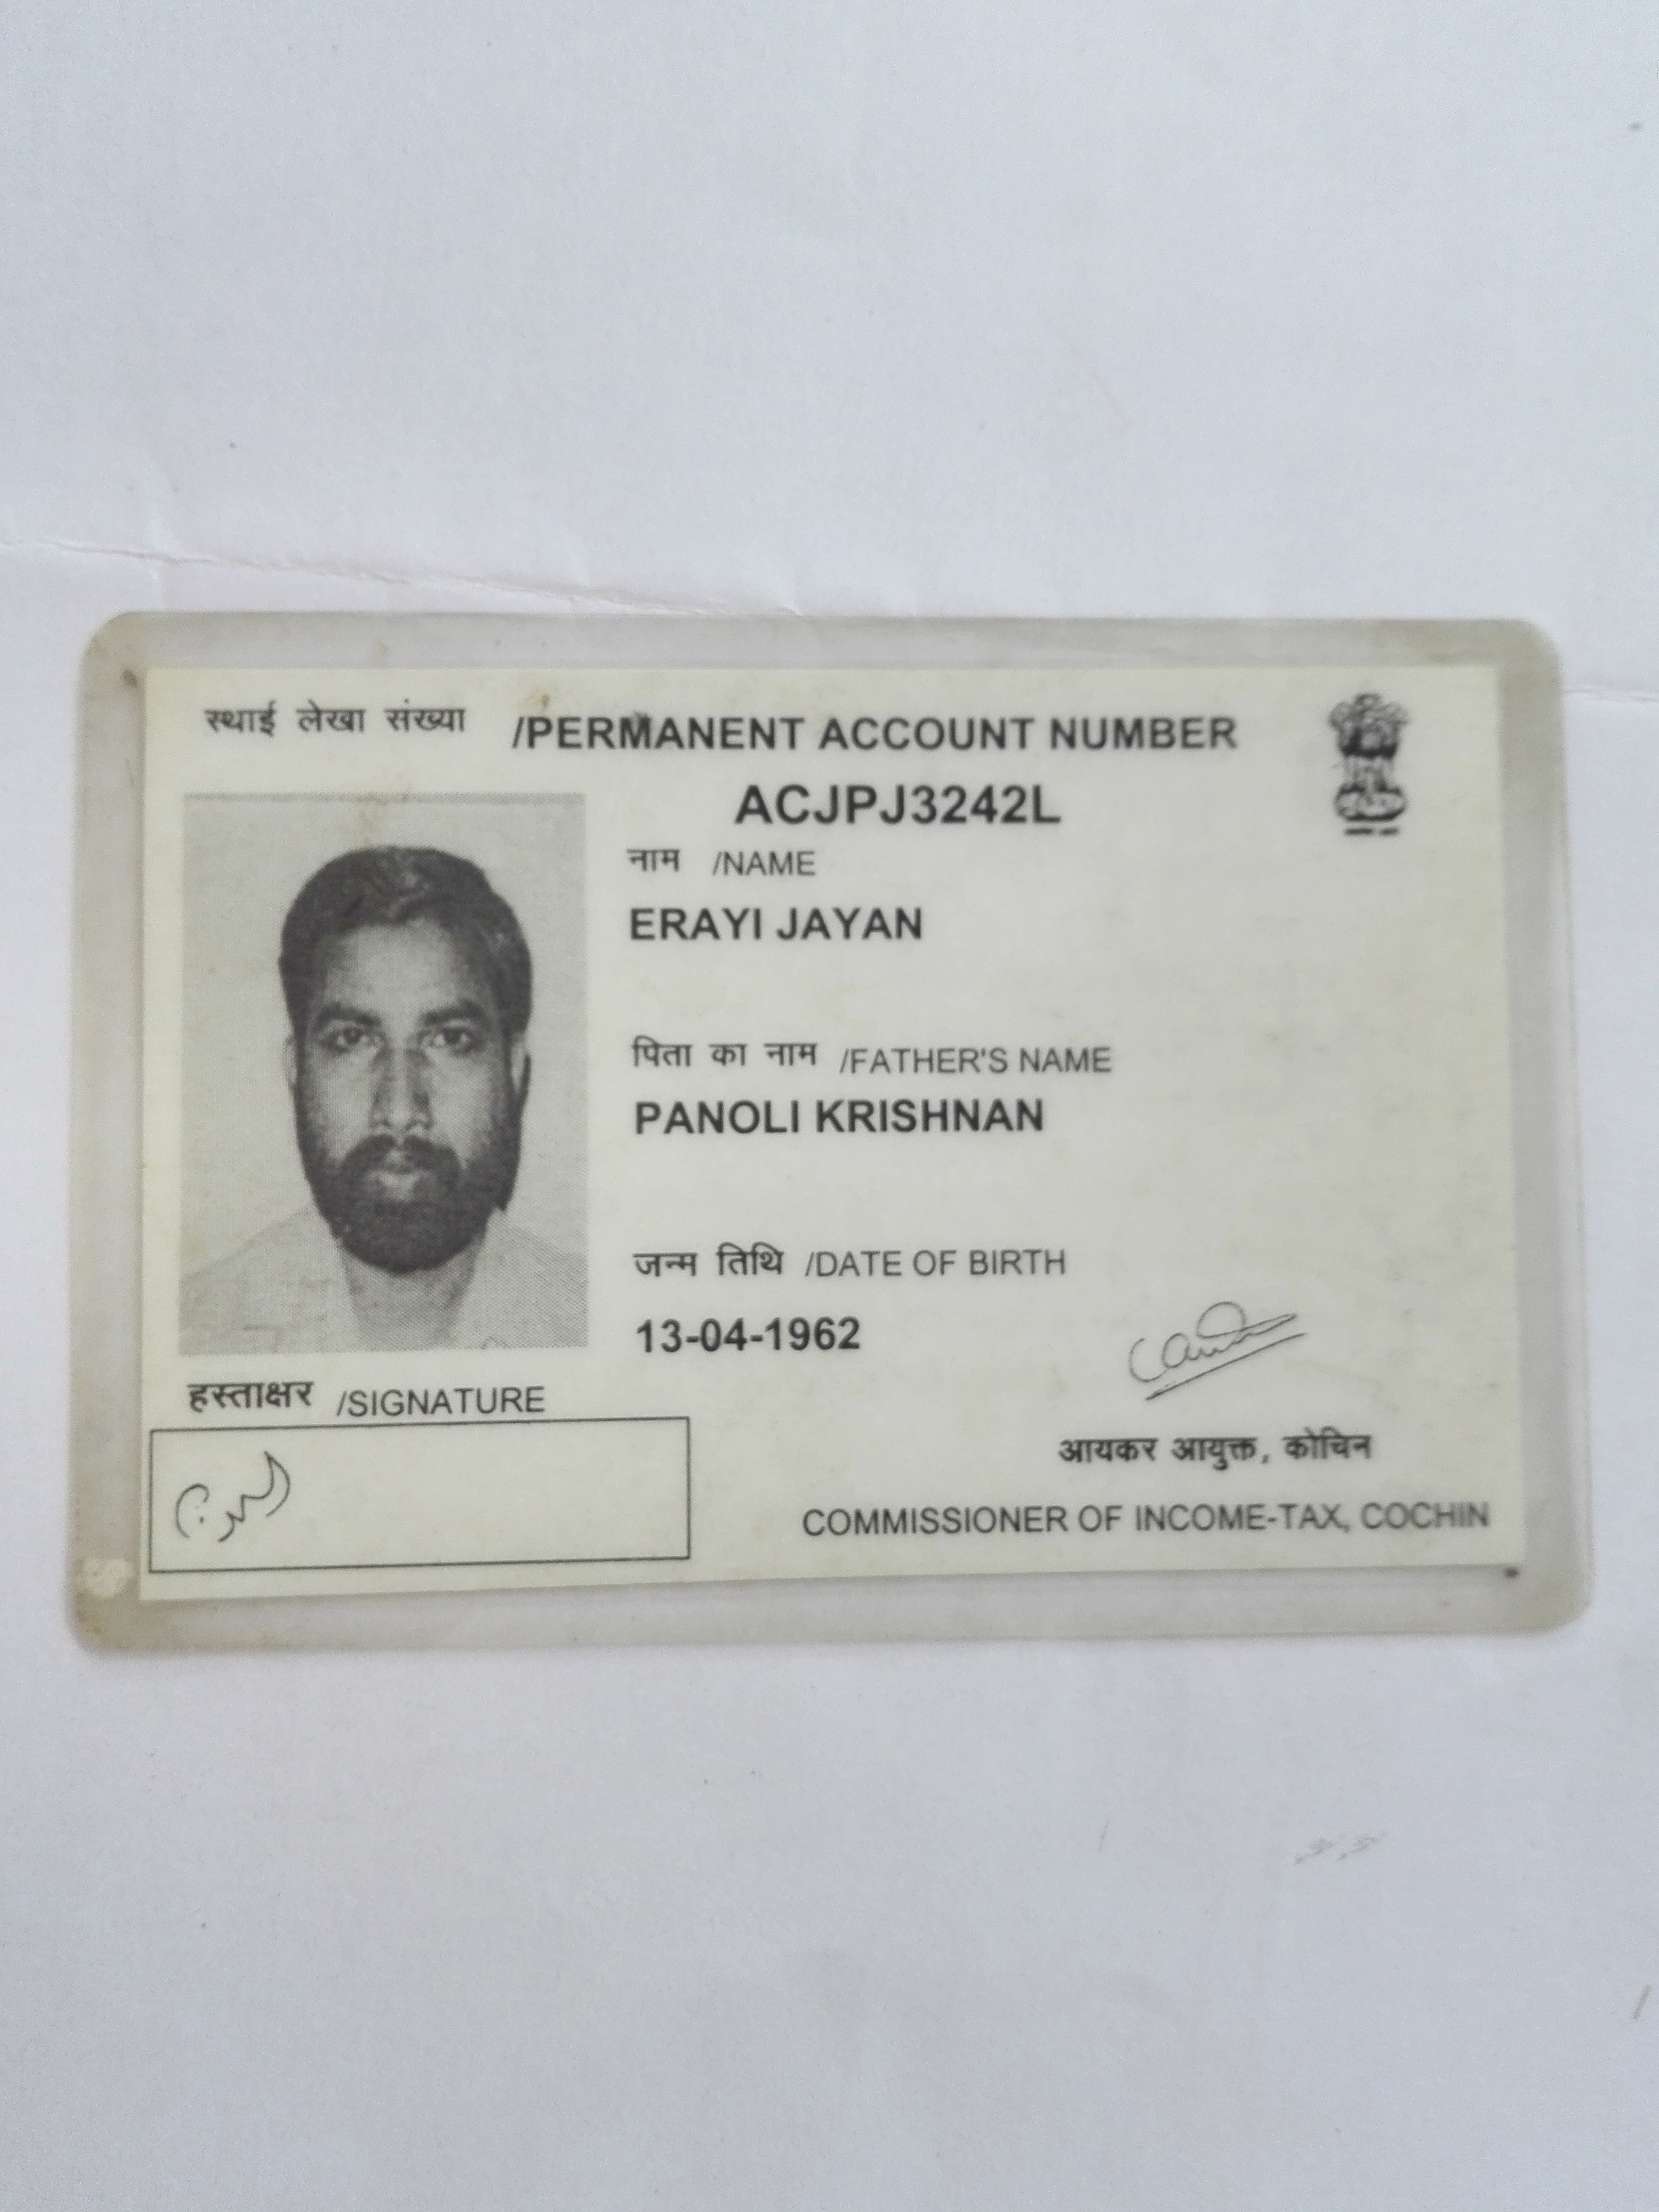 स्थाई लेखा संख्या /PERMANENT ACCOUNT NUMBER
ACJPJ3242L
नाम /NAME
ERAYI JAYAN
पिता का नाम /FATHER'S NAME
PANOLI KRISHNAN
जन्म तिथि /DATE OF BIRTH
13-04-1962
हस्ताक्षर /SIGNATURE
आयकर आयुक्त, कोचिन
COMMISSIONER OF INCOME-TAX, COCHIN